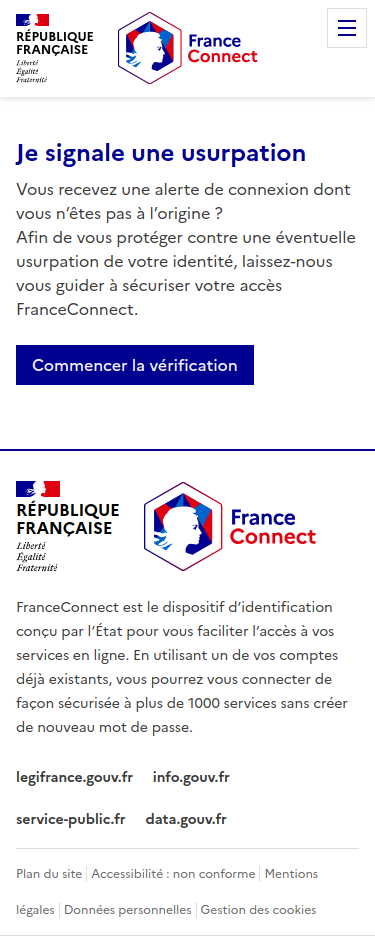 RÉPUBLIQUE
FRANÇAISE
Liberté
Égalité
Fraternité
France
Connect
Je signale une usurpation
Vous recevez une alerte de connexion dont
vous n’êtes pas à l’origine ?
Afin de vous protéger contre une éventuelle
usurpation de votre identité, laissez-nous
vous guider à sécuriser votre accès
FranceConnect.
Commencer la vérification
RÉPUBLIQUE
FRANÇAISE
Liberté
Égalité
Fraternité
France
Connect
FranceConnect est le dispositif d’identification
conçu par l’État pour vous faciliter l’accès à vos
services en ligne. En utilisant un de vos comptes
déjà existants, vous pourrez vous connecter de
façon sécurisée à plus de 1000 services sans créer
de nouveau mot de passe.
legifrance.gouv.fr info.gouv.fr
service-public.fr data.gouv.fr
Plan du site Accessibilité : non conforme Mentions
légales Données personnelles Gestion des cookies